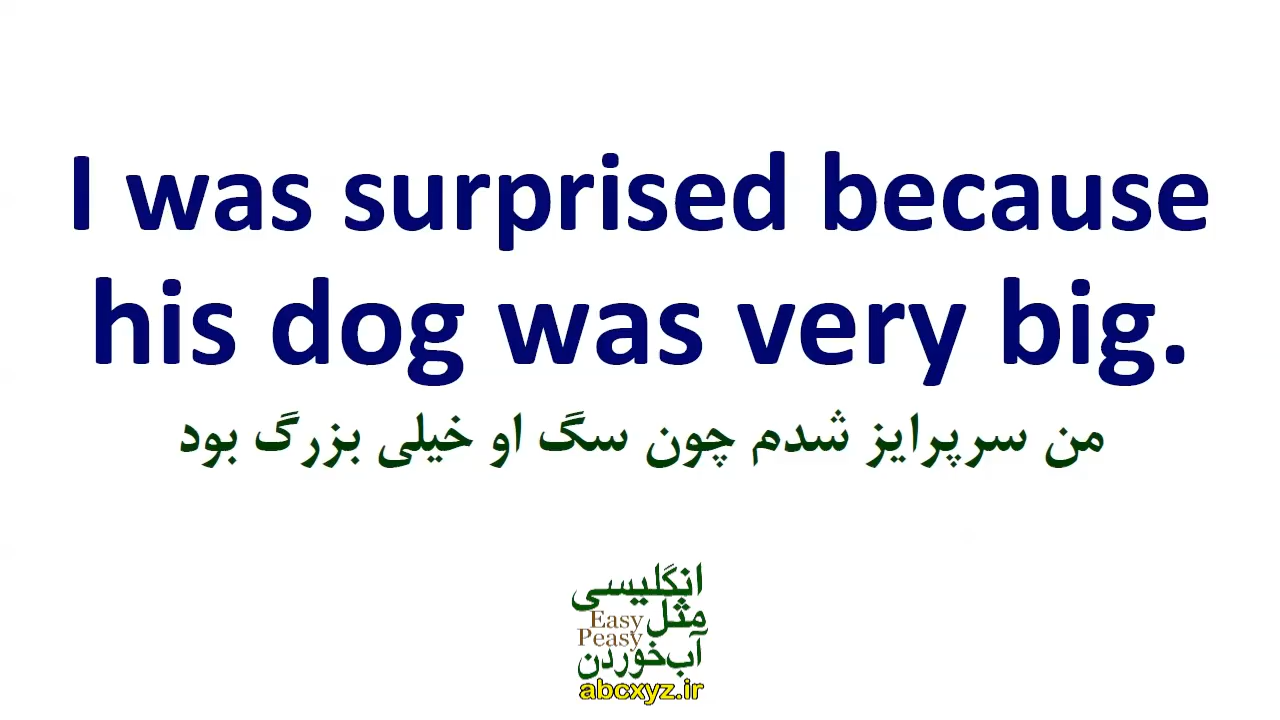 I was surprised because
his dog was very big.
من سرپرایز شدم چون سگ او خیلی بزرگ بود
انگلیسی
مثل
Easy
Peasy
آب‌خوردن
abcxyz.ir